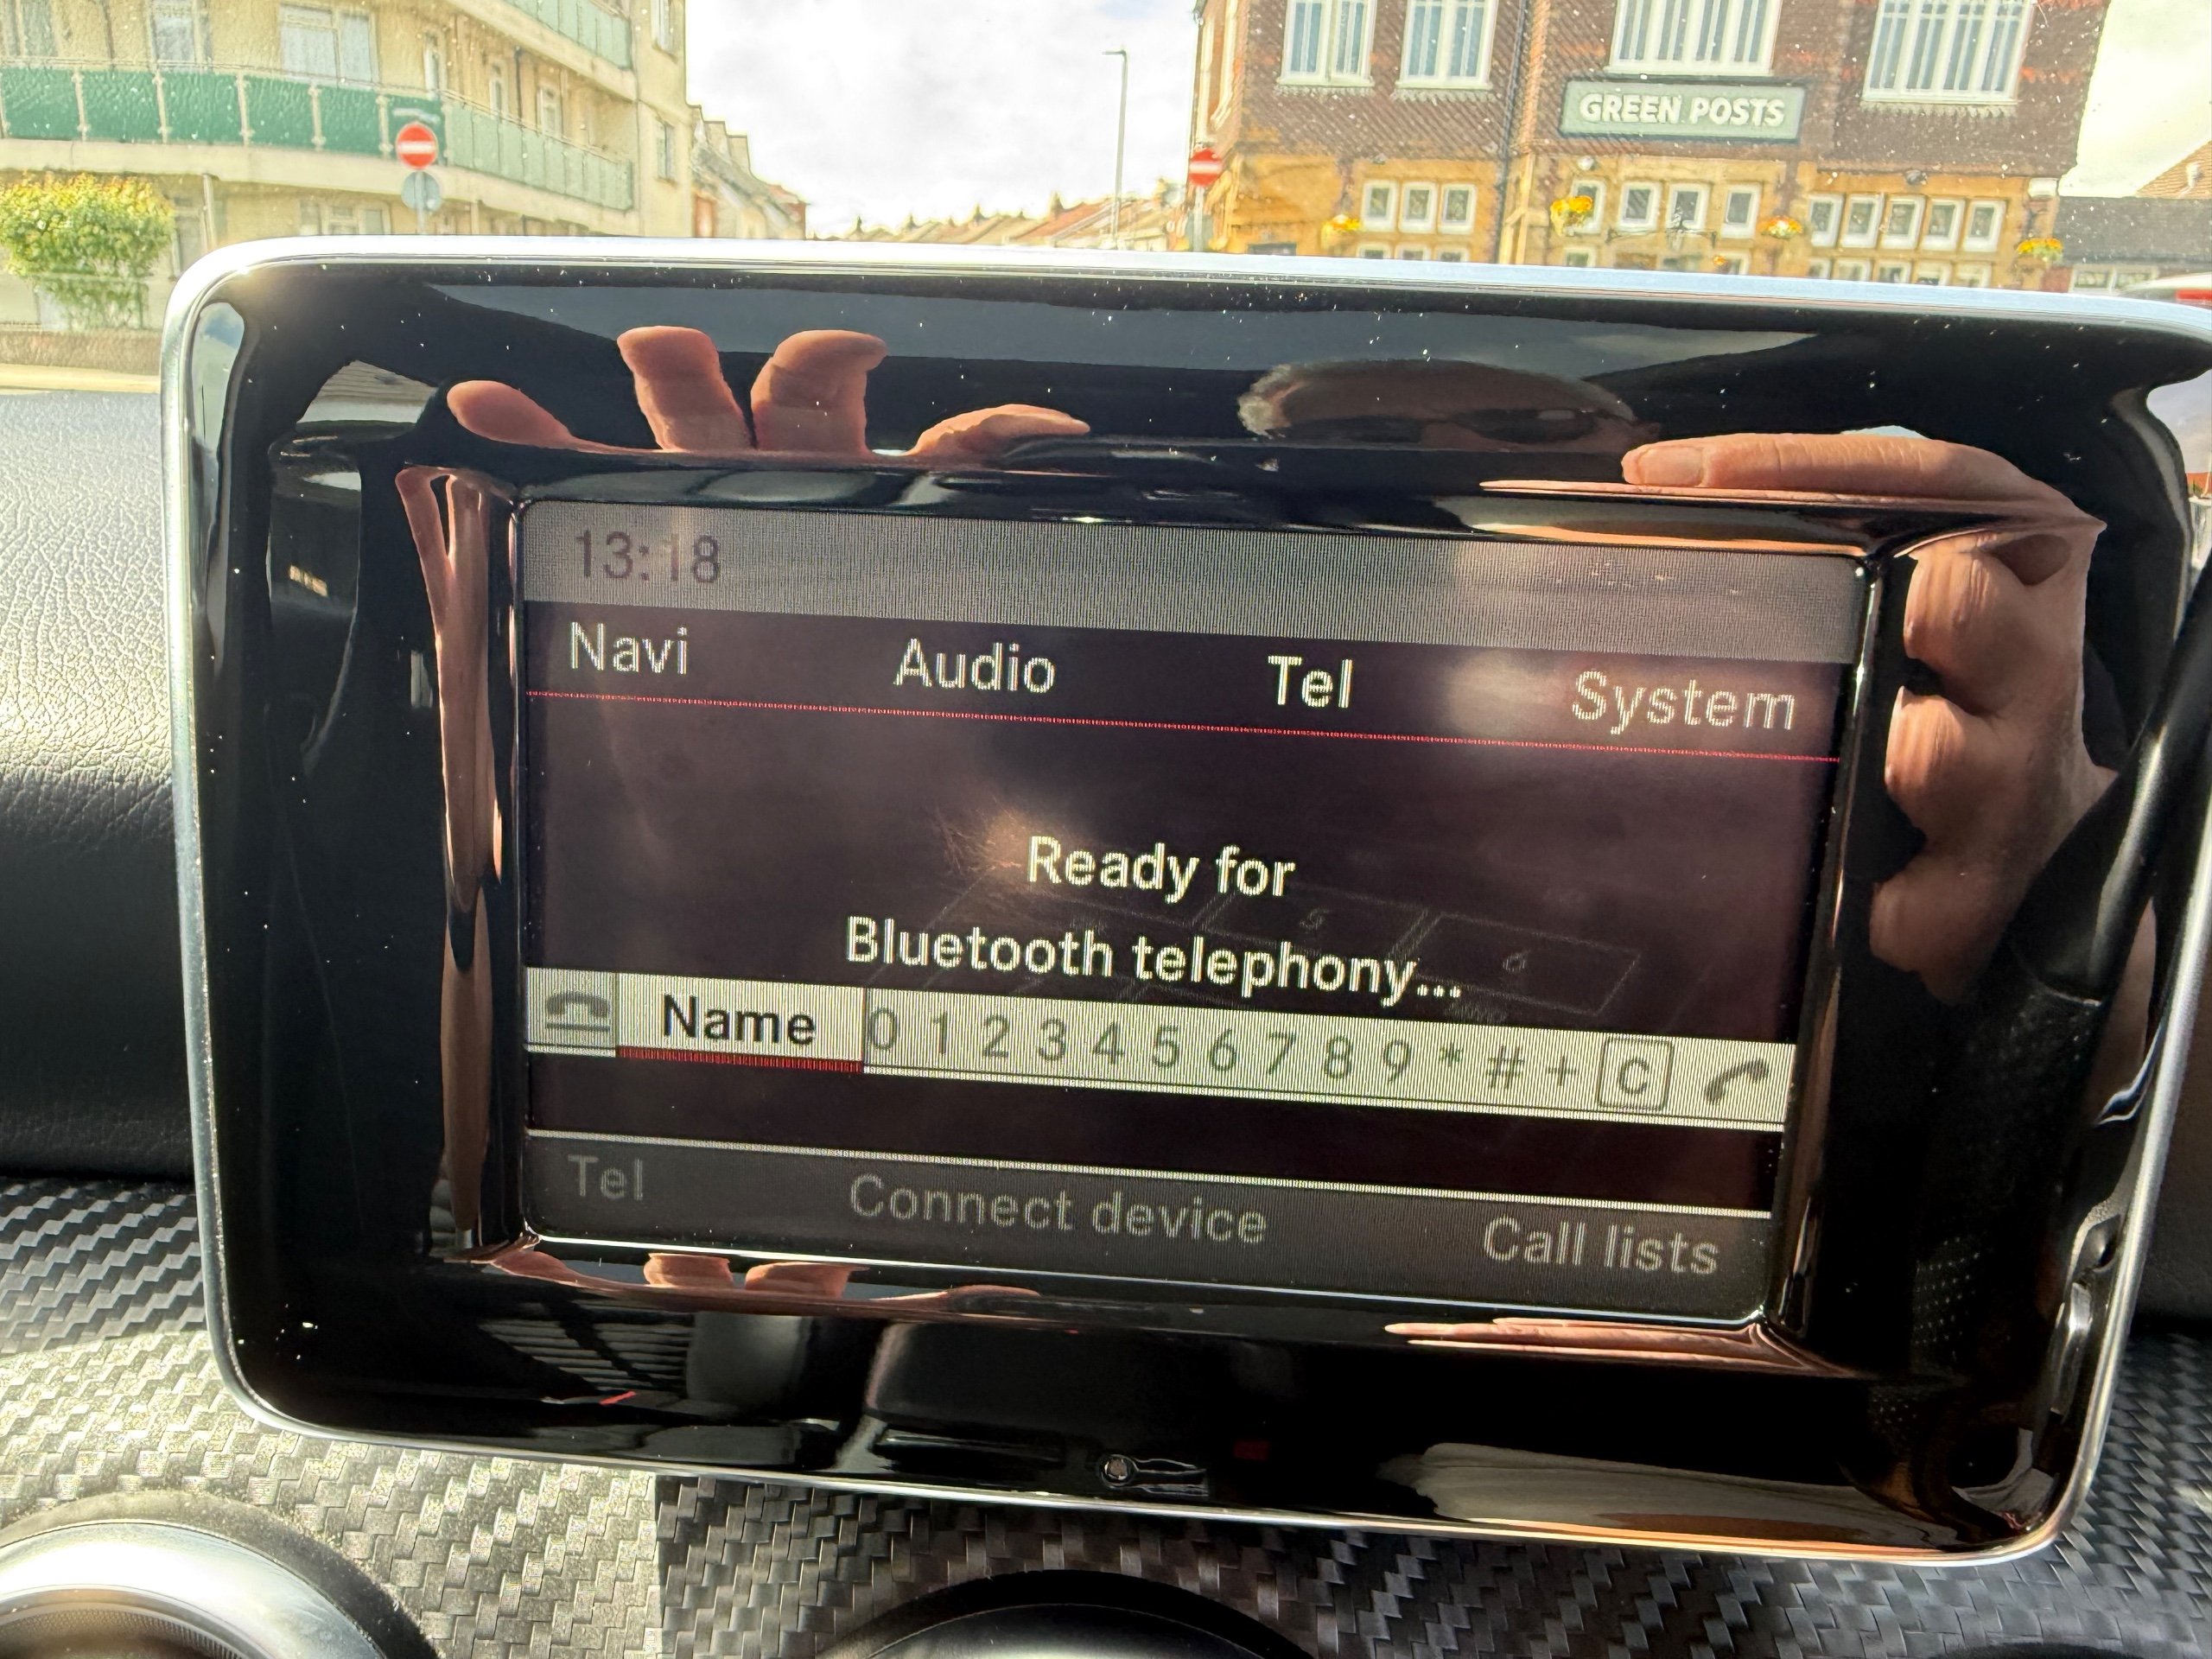 GREEN POSTS
13:18
Navi Audio Tel System
Ready for
Bluetooth telephony...
Name 0 1 2 3 4 5 6 7 8 9 * # + C
Tel Connect device Call lists